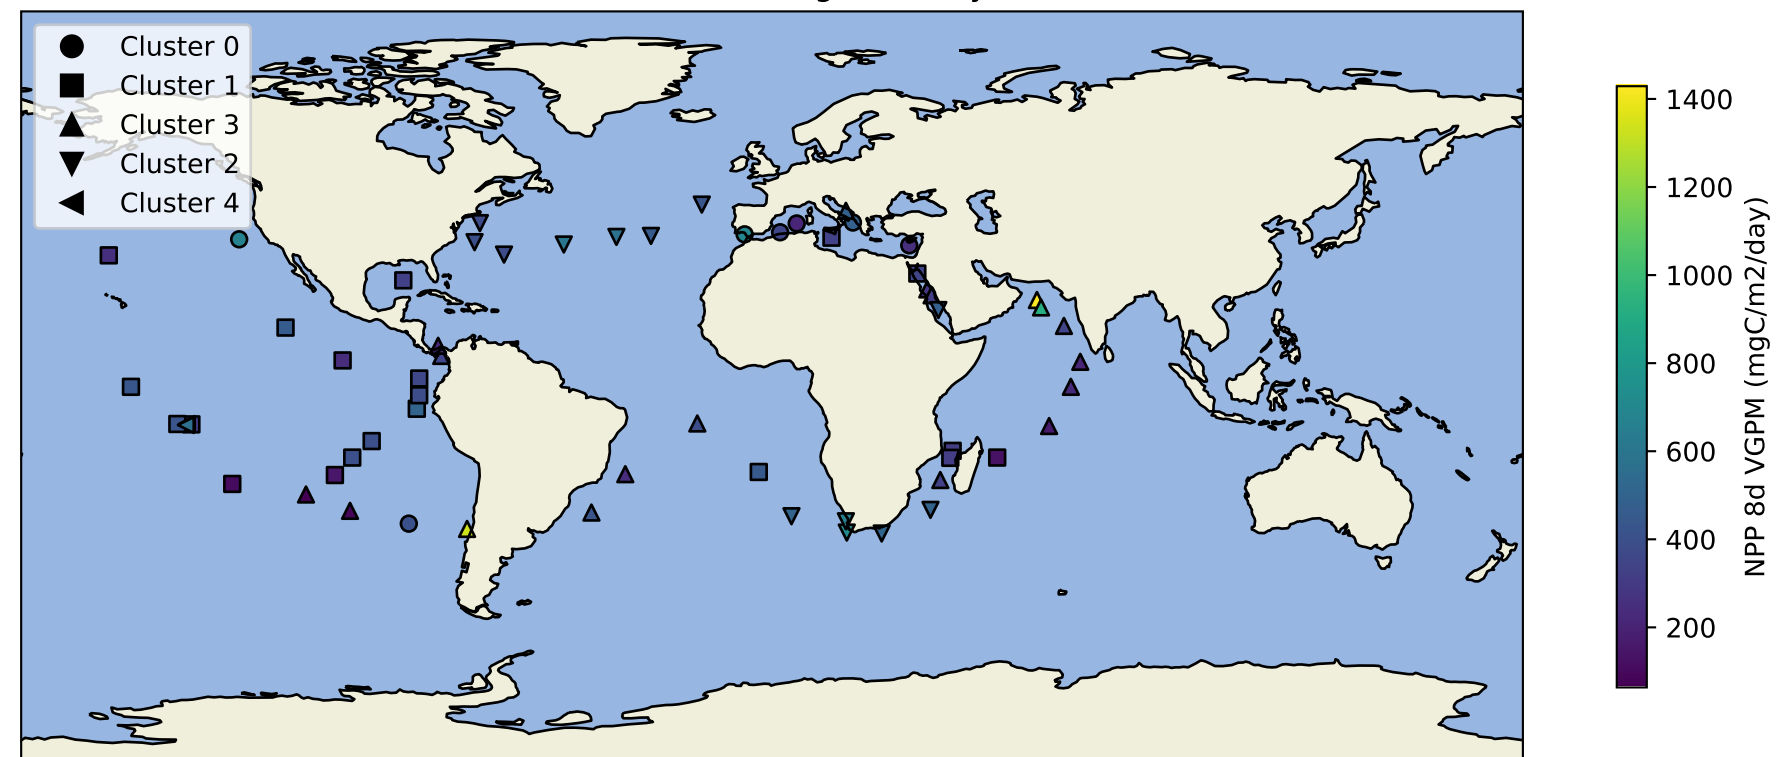 Cluster 0
Cluster 1
Cluster 3
Cluster 2
Cluster 4
1400
1200
1000
800
600
400
200
NPP 8d VGPM (mgC/m2/day)